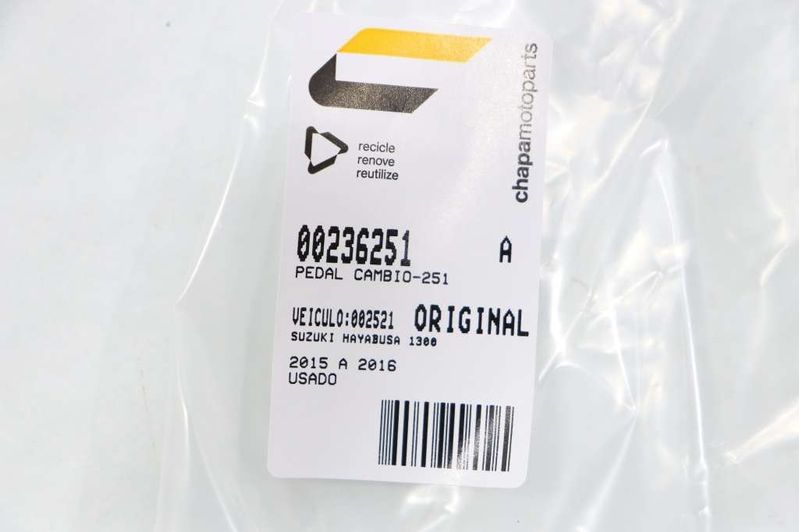 chapamotoparts
recicle
renove
reutilize
00236251 A
PEDAL CAMBIO-251
VEICULO:002521 ORIGINAL
SUZUKI HAYABUSA 1300
2015 A 2016
USADO